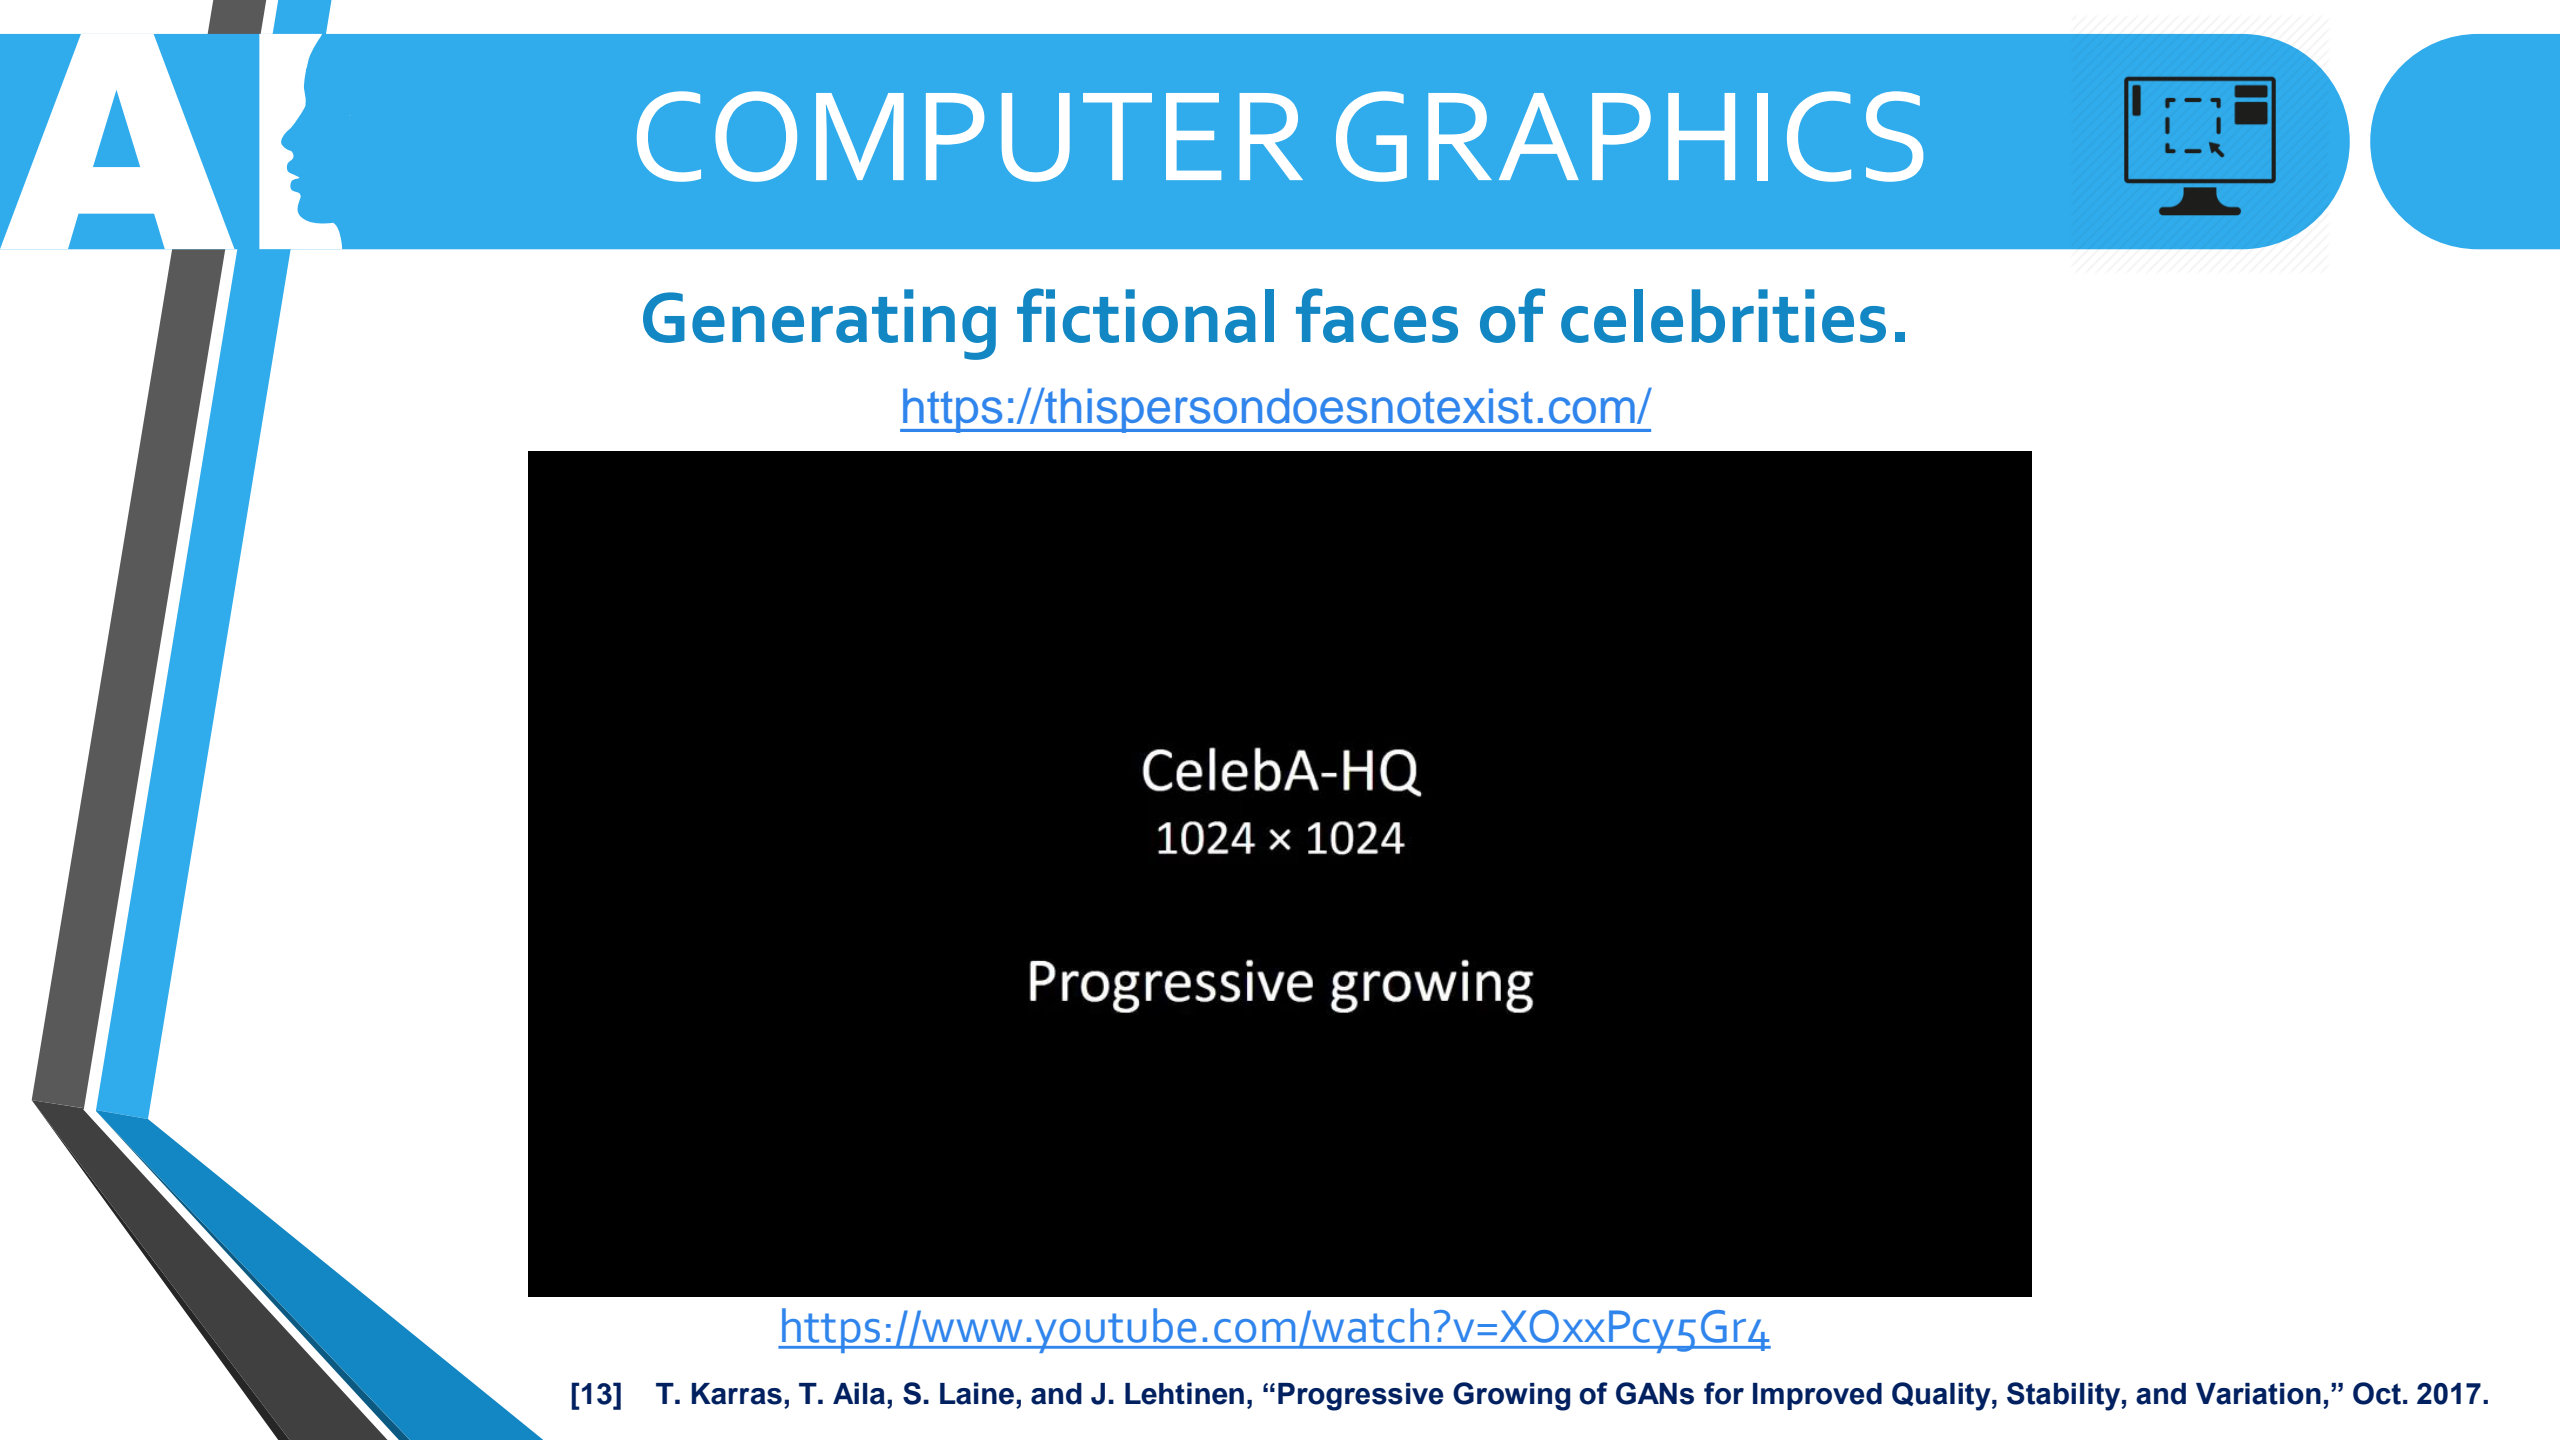 AI
COMPUTER GRAPHICS
Generating fictional faces of celebrities.
https://thispersondoesnotexist.com/
CelebA-HQ
1024 × 1024
Progressive growing
https://www.youtube.com/watch?v=XOxxPcy5Gr4
[13] T. Karras, T. Aila, S. Laine, and J. Lehtinen, “Progressive Growing of GANs for Improved Quality, Stability, and Variation,” Oct. 2017.